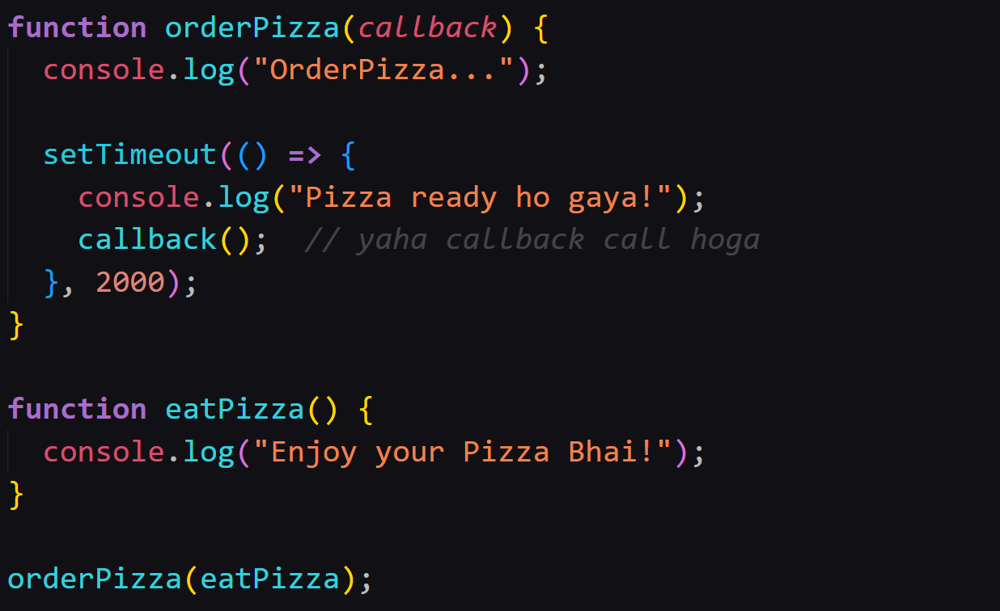 function orderPizza(callback) {
  console.log("OrderPizza...");
  setTimeout(() => {
    console.log("Pizza ready ho gaya!");
    callback();  // yaha callback call hoga
  }, 2000);
}
function eatPizza() {
  console.log("Enjoy your Pizza Bhai!");
}
orderPizza(eatPizza);